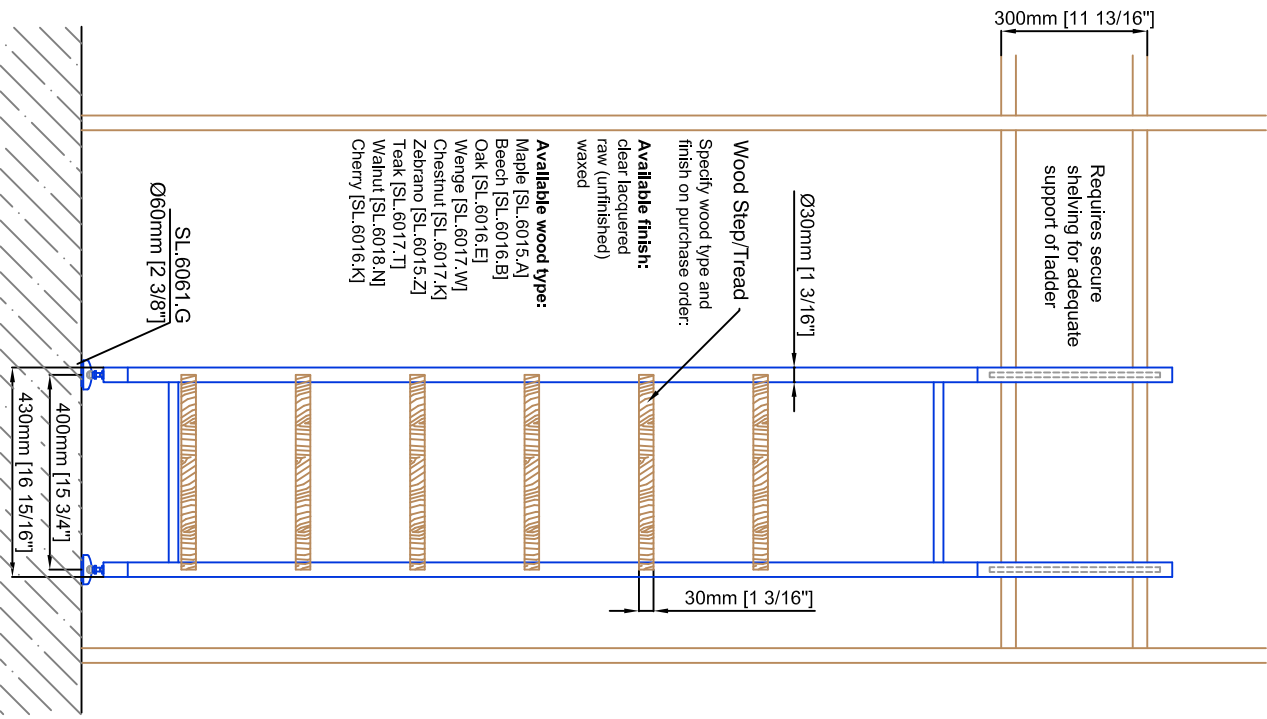 300mm [11 13/16"]
Requires secure
shelving for adequate
support of ladder
Ø30mm [1 3/16"]
Wood Step/Tread
Specify wood type and
finish on purchase order:
Available finish:
clear lacquered
raw (unfinished)
waxed
Available wood type:
Maple [SL.6015.A]
Beech [SL.6016.B]
Oak [SL.6016.E]
Wenge [SL.6017.W]
Chestnut [SL.6017.K]
Zebrano [SL.6015.Z]
Teak [SL.6017.T]
Walnut [SL.6018.N]
Cherry [SL.6016.K]
SL.6061.G
Ø60mm [2 3/8"]
30mm [1 3/16"]
400mm [15 3/4"]
430mm [16 15/16"]